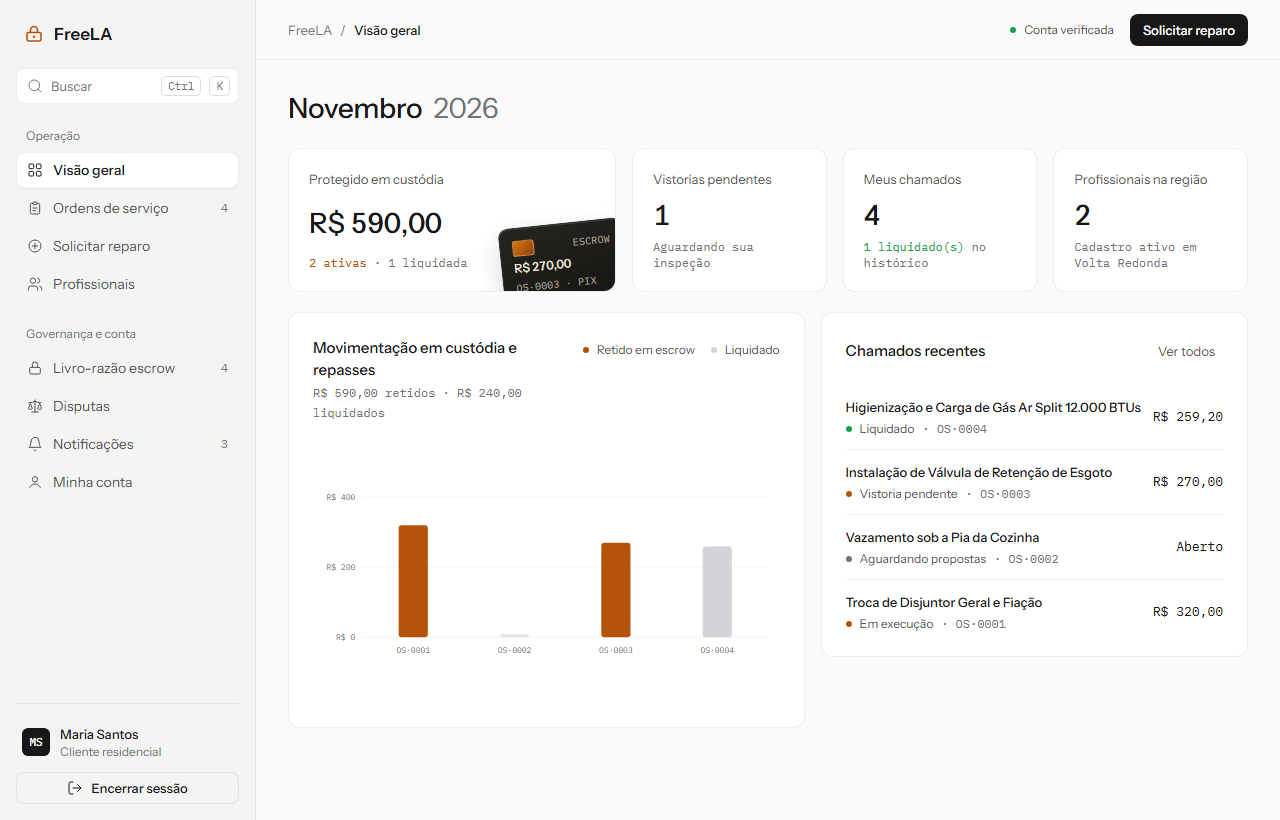 FreeLA
Buscar
Ctrl
K
Operação
Visão geral
Ordens de serviço
4
Solicitar reparo
Profissionais
Governança e conta
Livro-razão escrow
4
Disputas
Notificações
3
Minha conta
MS
Maria Santos
Cliente residencial
Encerrar sessão
FreeLA / Visão geral
Conta verificada
Solicitar reparo
Novembro 2026
Protegido em custódia
R$ 590,00
2 ativas · 1 liquidada
ESCROW
R$ 270,00
OS-0003 · PIX
Vistorias pendentes
1
Aguardando sua
inspeção
Meus chamados
4
1 liquidado(s) no
histórico
Profissionais na região
2
Cadastro ativo em
Volta Redonda
Movimentação em custódia e
repasses
R$ 590,00 retidos · R$ 240,00
liquidados
Retido em escrow
Liquidado
R$ 400
R$ 200
R$ 0
OS-0001
OS-0002
OS-0003
OS-0004
Chamados recentes
Ver todos
Higienização e Carga de Gás Ar Split 12.000 BTUs
R$ 259,20
Liquidado · OS-0004
Instalação de Válvula de Retenção de Esgoto
R$ 270,00
Vistoria pendente · OS-0003
Vazamento sob a Pia da Cozinha
Aberto
Aguardando propostas · OS-0002
Troca de Disjuntor Geral e Fiação
R$ 320,00
Em execução · OS-0001